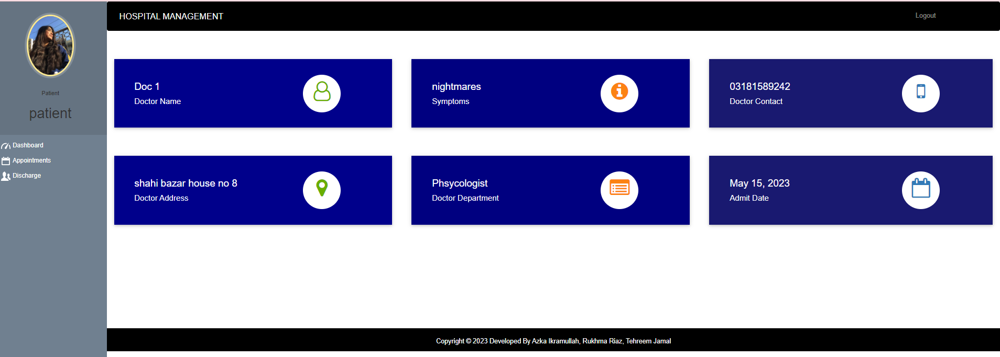 HOSPITAL MANAGEMENT
Logout
Patient
patient
Dashboard
Appointments
Discharge
Doc 1
Doctor Name
nightmares
Symptoms
03181589242
Doctor Contact
shahi bazar house no 8
Doctor Address
Phsycologist
Doctor Department
May 15, 2023
Admit Date
Copyright © 2023 Developed By Azka Ikramullah, Rukhma Riaz, Tehreem Jamal